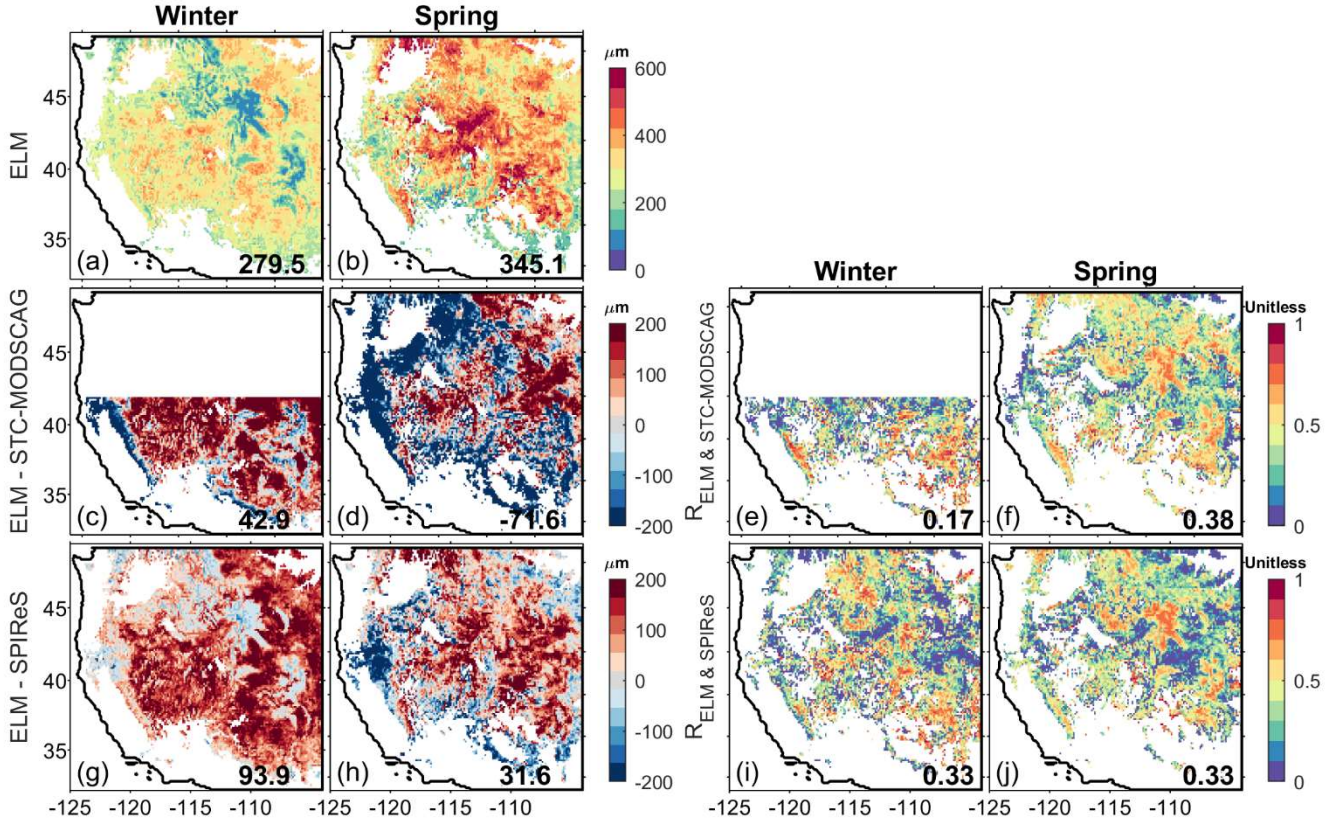 Winter Spring
μm
600
400
200
0
45
40
35
ELM
(a) 279.5
(b) 345.1
Winter Spring
μm
200
100
0
-100
-200
45
40
35
ELM - STC-MODSCAG
(c) 42.9
(d) -71.6
R ELM & STC-MODSCAG
(e) 0.17
(f) 0.38
Unitless
1
0.5
0
μm
200
100
0
-100
-200
45
40
35
ELM - SPIReS
(g) 93.9
(h) 31.6
R ELM & SPIReS
(i) 0.33
(j) 0.33
Unitless
1
0.5
0
-125 -120 -115 -110 -1
-125 -120 -115 -110
-125 -120 -115 -110 -1
-125 -120 -115 -110